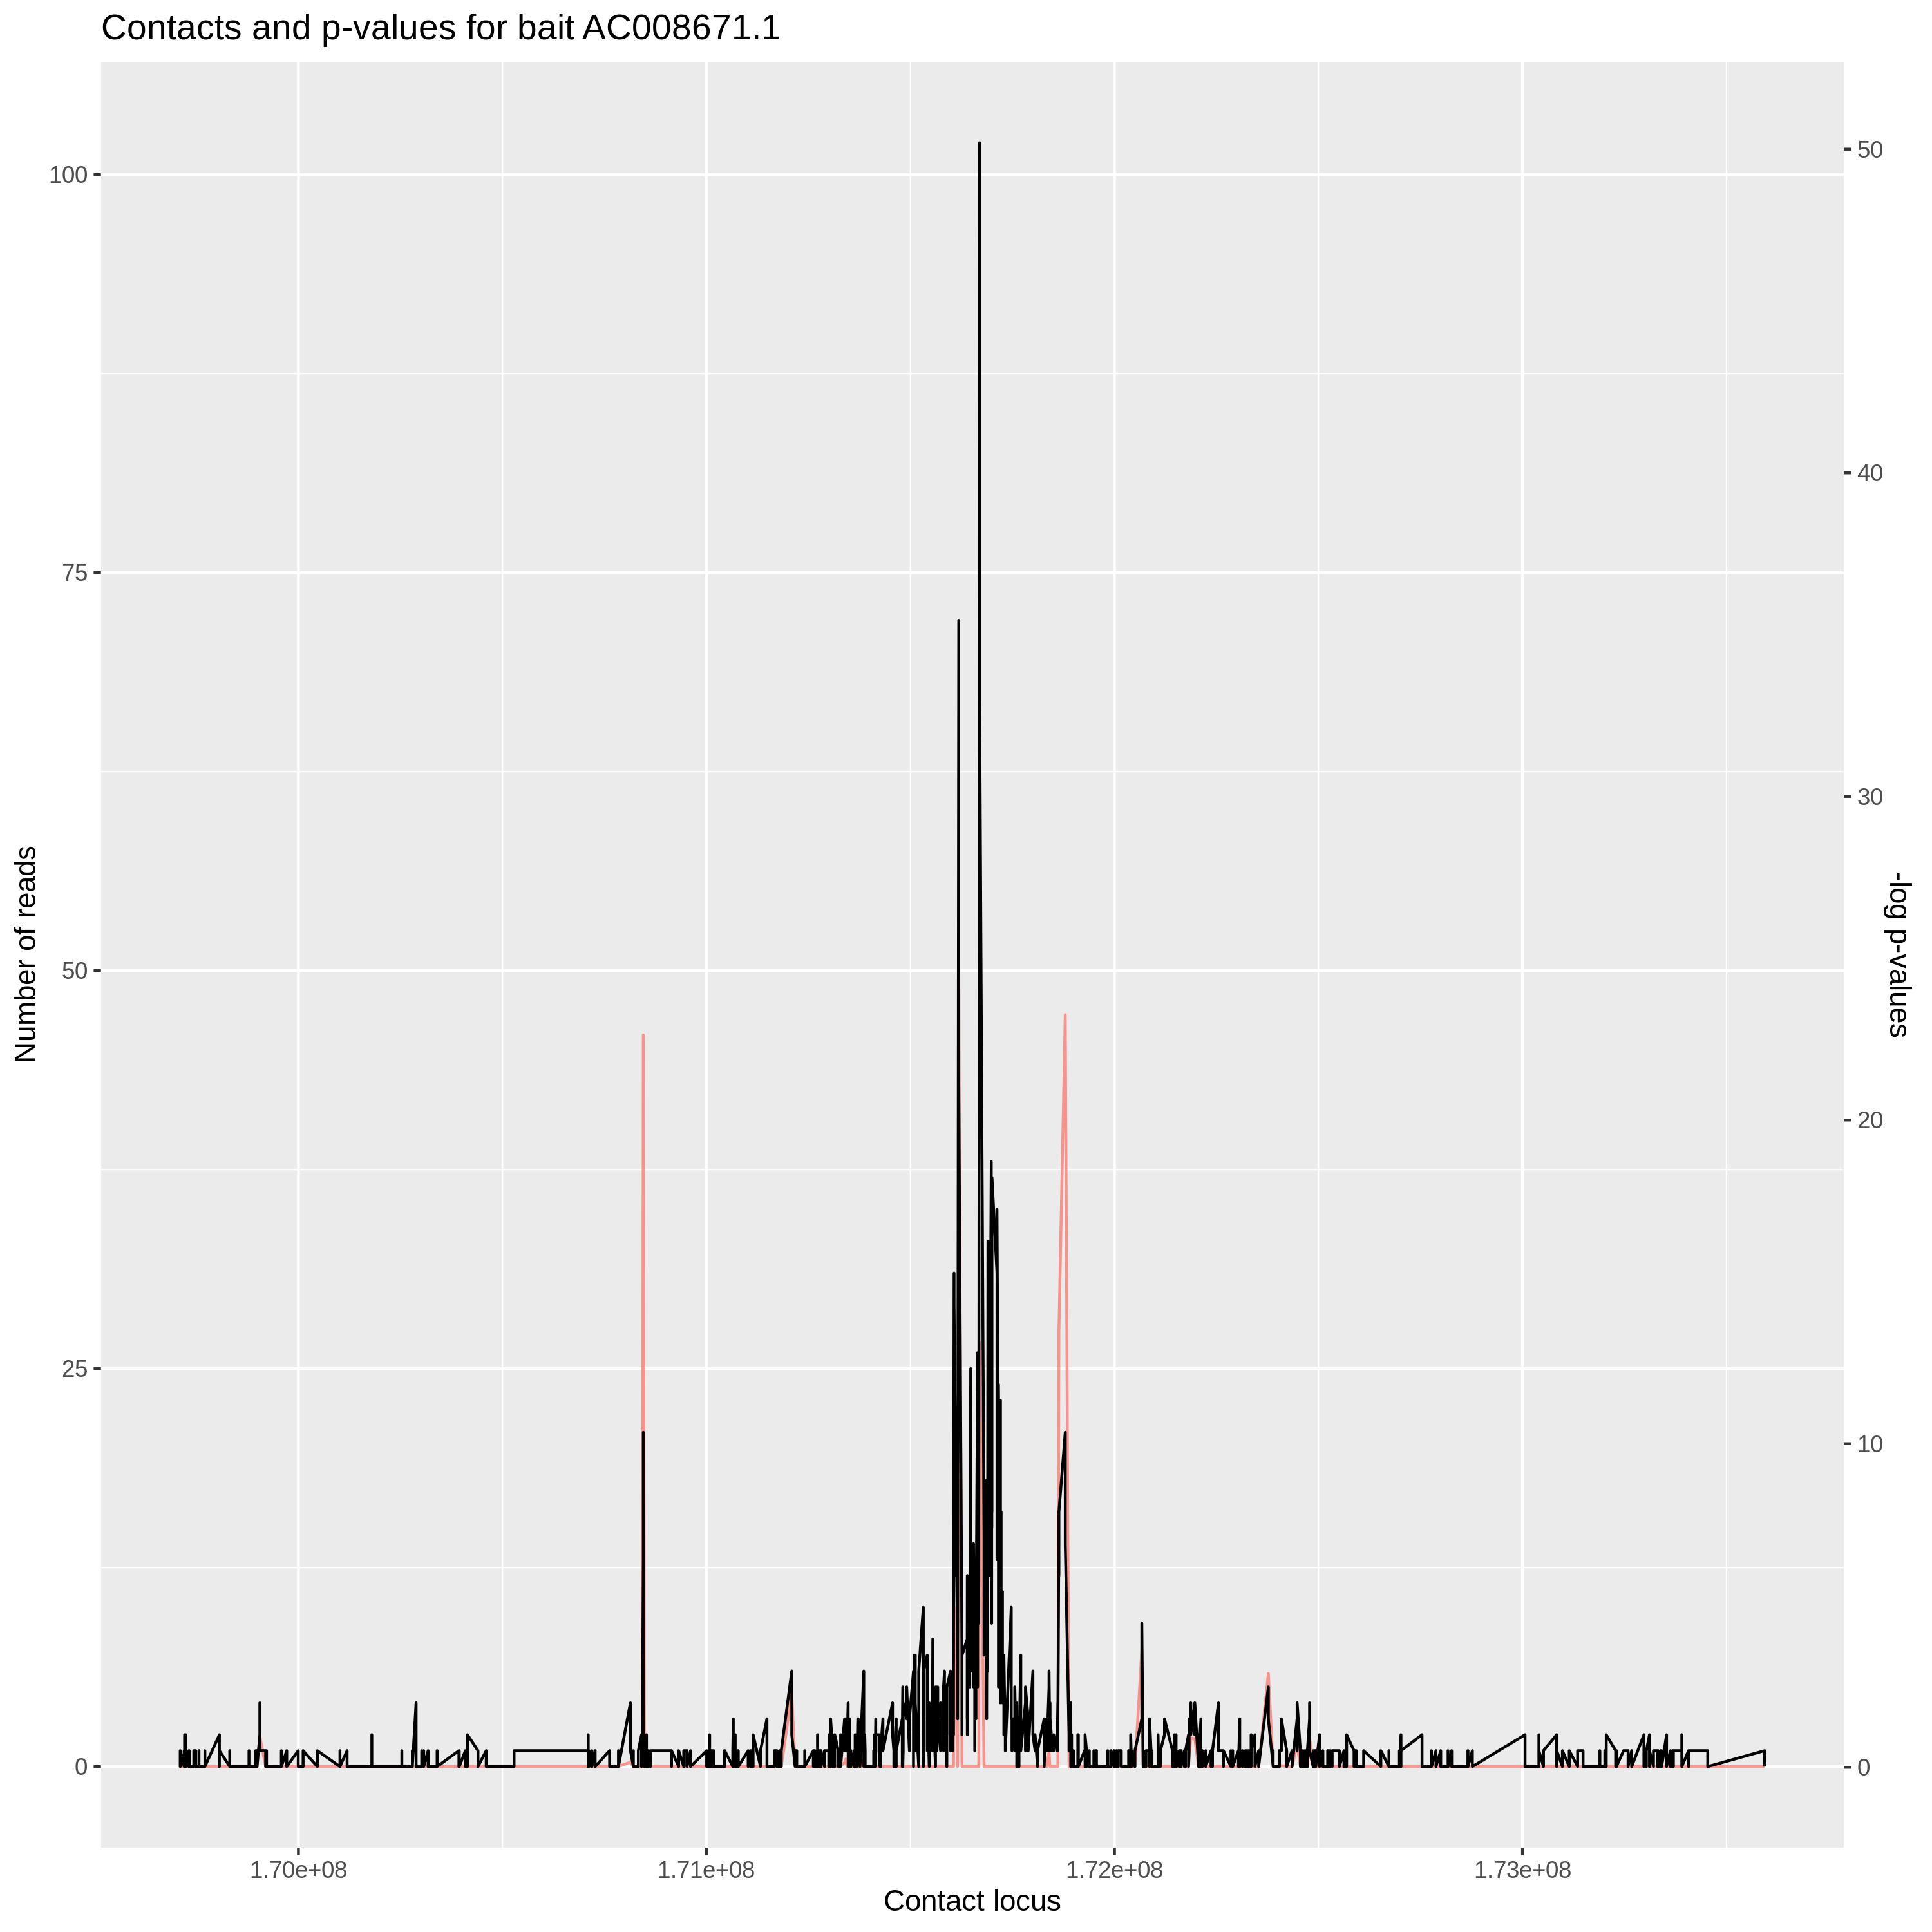 Contacts and p-values for bait AC008671.1
100
75
50
25
0
Number of reads
50
40
30
20
10
0
-log p-values
1.70e+08
1.71e+08
1.72e+08
1.73e+08
Contact locus